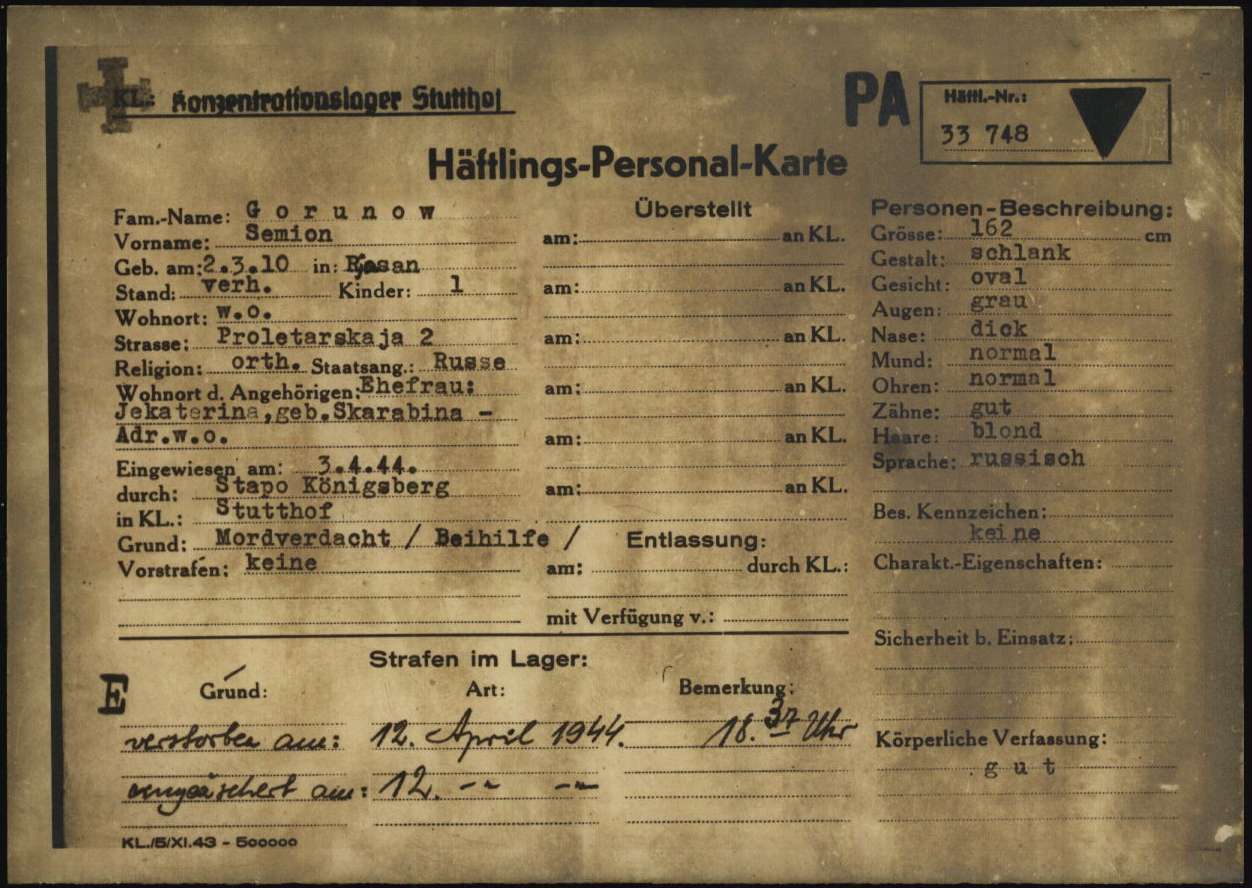 KL: Konzentrationslager Stutthof
PA
Häftl.-Nr.:
33 748
Häftlings-Personal-Karte
Fam.-Name: Gorunow
Vorname: Semion
Geb. am: 2.3.10 in: Rjasan
Stand: verh. Kinder: 1
Wohnort: w.o.
Strasse: Proletarskaja 2
Religion: orth. Staatsang.: Russe
Wohnort d. Angehörigen: Ehefrau:
Jekaterina, geb. Skarabina -
Adr.w.o.
Eingewiesen am: 3.4.44.
durch: Stapo Königsberg
in KL.: Stutthof
Grund: Mordverdacht / Beihilfe /
Vorstrafen: keine
Überstellt
am: an KL.
am: an KL.
am: an KL.
am: an KL.
am: an KL.
am: an KL.
Entlassung:
am: durch KL.:
mit Verfügung v.:
Personen-Beschreibung:
Grösse: 162 cm
Gestalt: schlank
Gesicht: oval
Augen: grau
Nase: dick
Mund: normal
Ohren: normal
Zähne: gut
Haare: blond
Sprache: russisch
Bes. Kennzeichen:
keine
Charakt.-Eigenschaften:
Sicherheit b. Einsatz:
Körperliche Verfassung:
gut
Strafen im Lager:
E
Grund: Art: Bemerkung:
verstorben am: 12. April 1944. 18.37 Uhr
eingeäschert am: 12. -"- -"-
KL./5/XI.43 - 500000